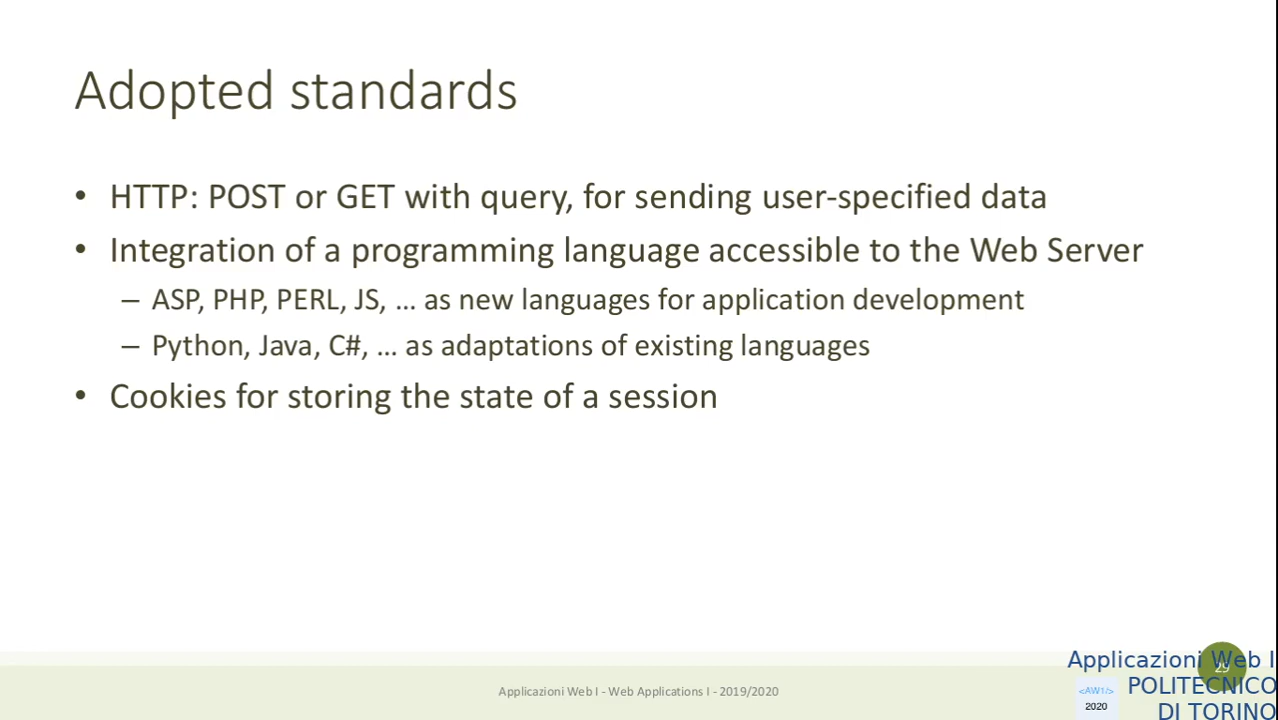 Adopted standards
• HTTP: POST or GET with query, for sending user-specified data
• Integration of a programming language accessible to the Web Server
– ASP, PHP, PERL, JS, … as new languages for application development
– Python, Java, C#, … as adaptations of existing languages
• Cookies for storing the state of a session
Applicazioni Web I - Web Applications I - 2019/2020
29
Applicazioni Web I
POLITECNICO
DI TORINO
<AW1/>
2020